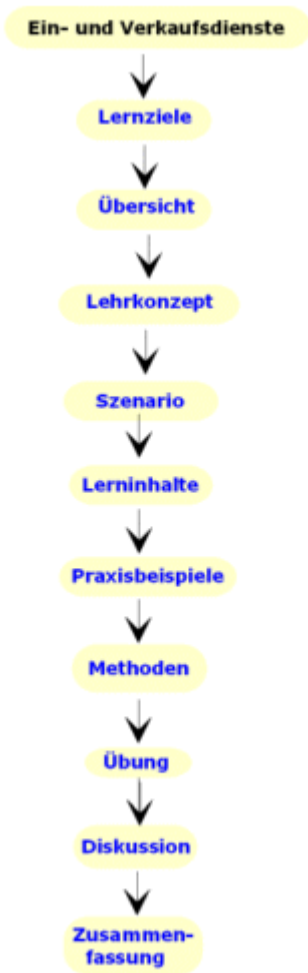 Ein- und Verkaufsdienste
Lernziele
Übersicht
Lehrkonzept
Szenario
Lerninhalte
Praxisbeispiele
Methoden
Übung
Diskussion
Zusammen-
fassung